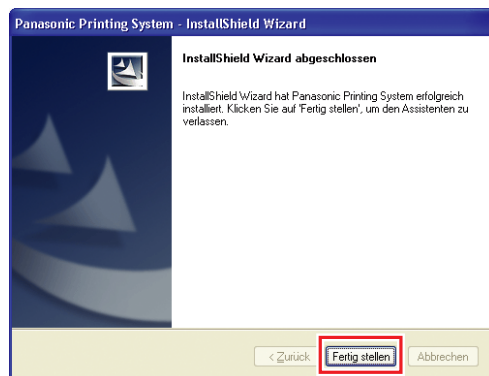 Panasonic Printing System - InstallShield Wizard
InstallShield Wizard abgeschlossen
InstallShield Wizard hat Panasonic Printing System erfolgreich
installiert. Klicken Sie auf 'Fertig stellen', um den Assistenten zu
verlassen.
< Zurück Fertig stellen Abbrechen